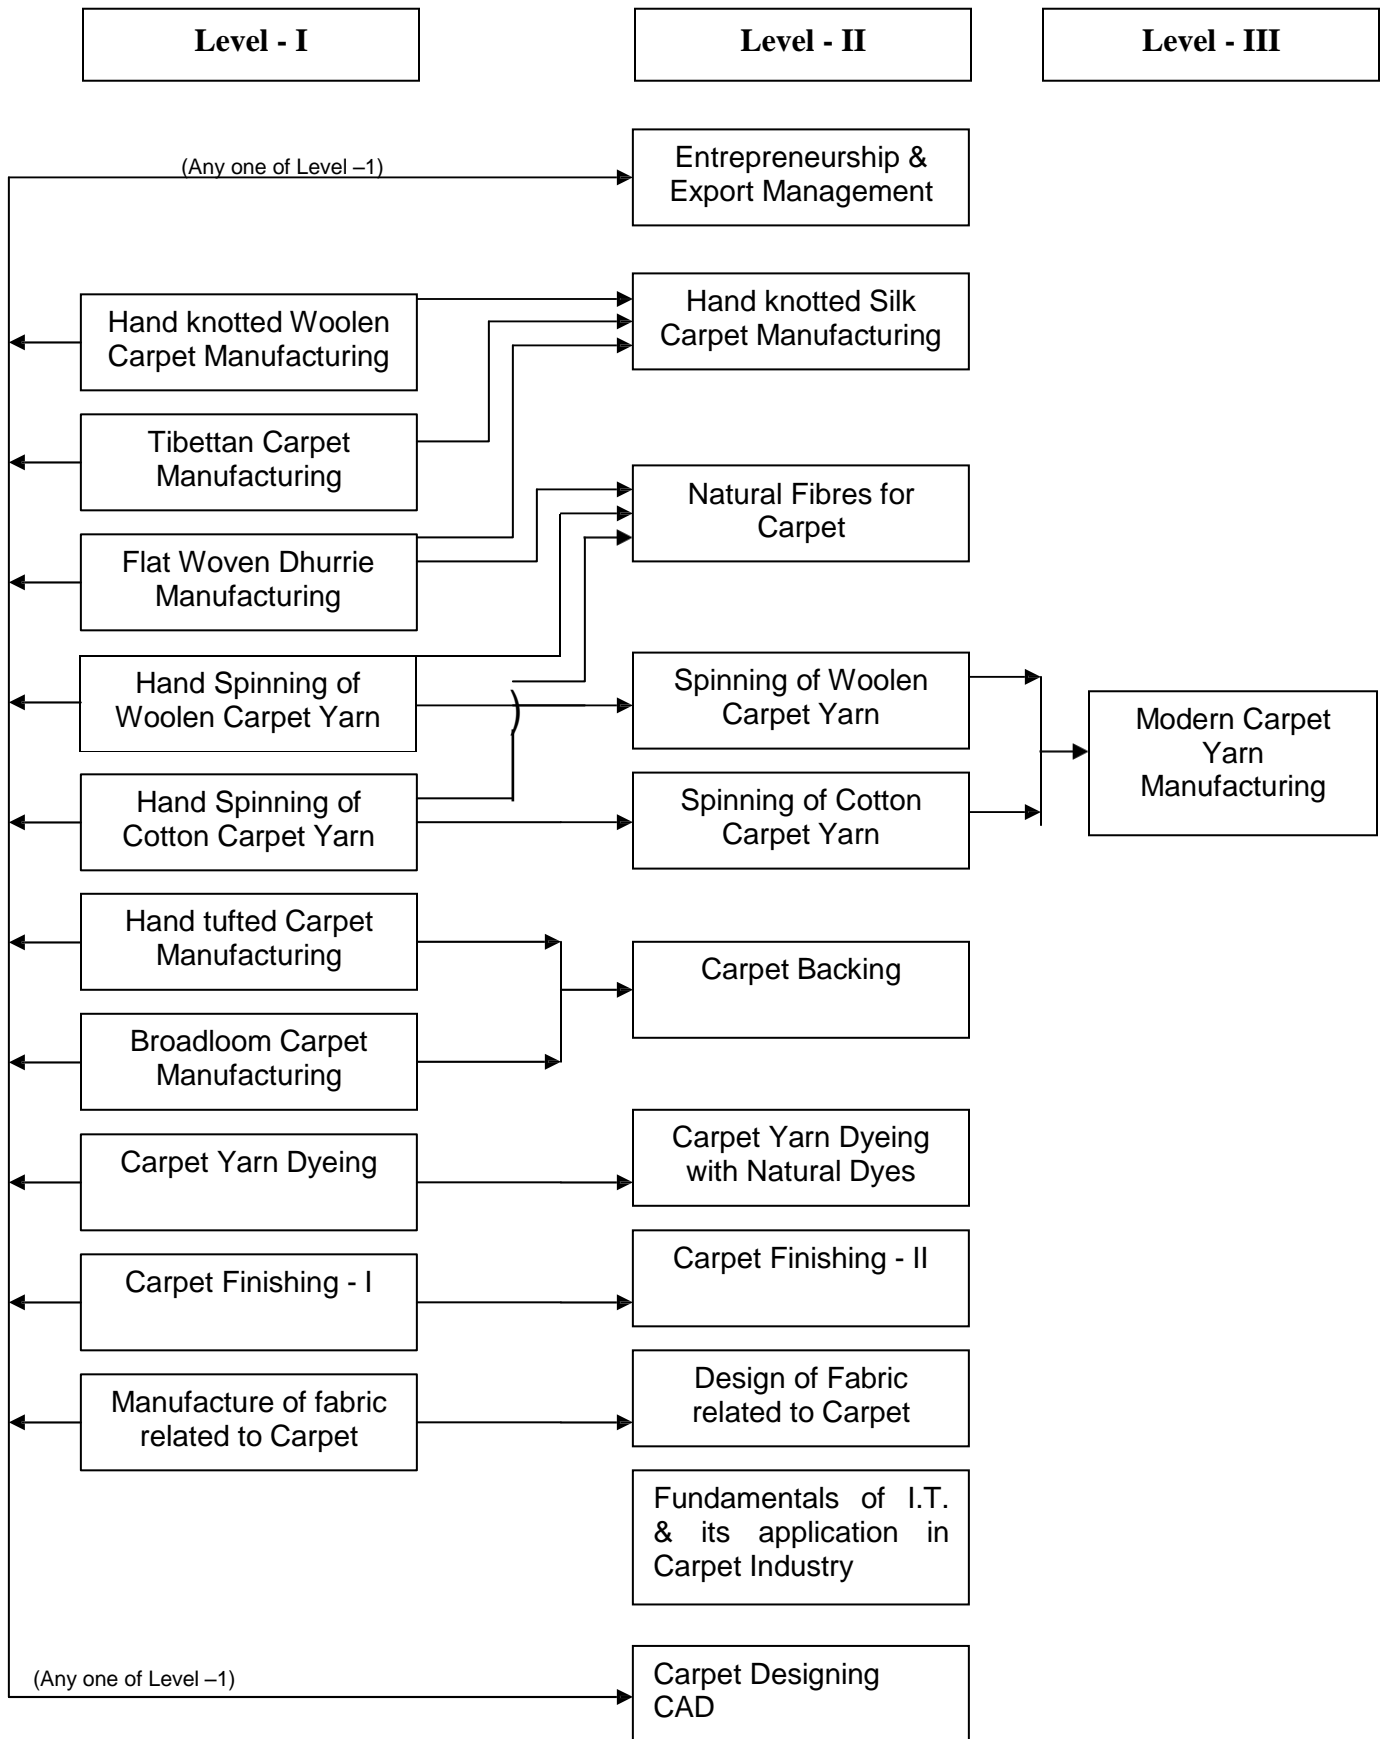 Level - I
Level - II
Level - III
(Any one of Level –1)
Entrepreneurship &
Export Management
Hand knotted Woolen
Carpet Manufacturing
Hand knotted Silk
Carpet Manufacturing
Tibettan Carpet
Manufacturing
Natural Fibres for
Carpet
Flat Woven Dhurrie
Manufacturing
Hand Spinning of
Woolen Carpet Yarn
Spinning of Woolen
Carpet Yarn
Modern Carpet
Yarn
Manufacturing
Hand Spinning of
Cotton Carpet Yarn
Spinning of Cotton
Carpet Yarn
Hand tufted Carpet
Manufacturing
Carpet Backing
Broadloom Carpet
Manufacturing
Carpet Yarn Dyeing
Carpet Yarn Dyeing
with Natural Dyes
Carpet Finishing - I
Carpet Finishing - II
Manufacture of fabric
related to Carpet
Design of Fabric
related to Carpet
Fundamentals of I.T.
& its application in
Carpet Industry
(Any one of Level –1)
Carpet Designing
CAD